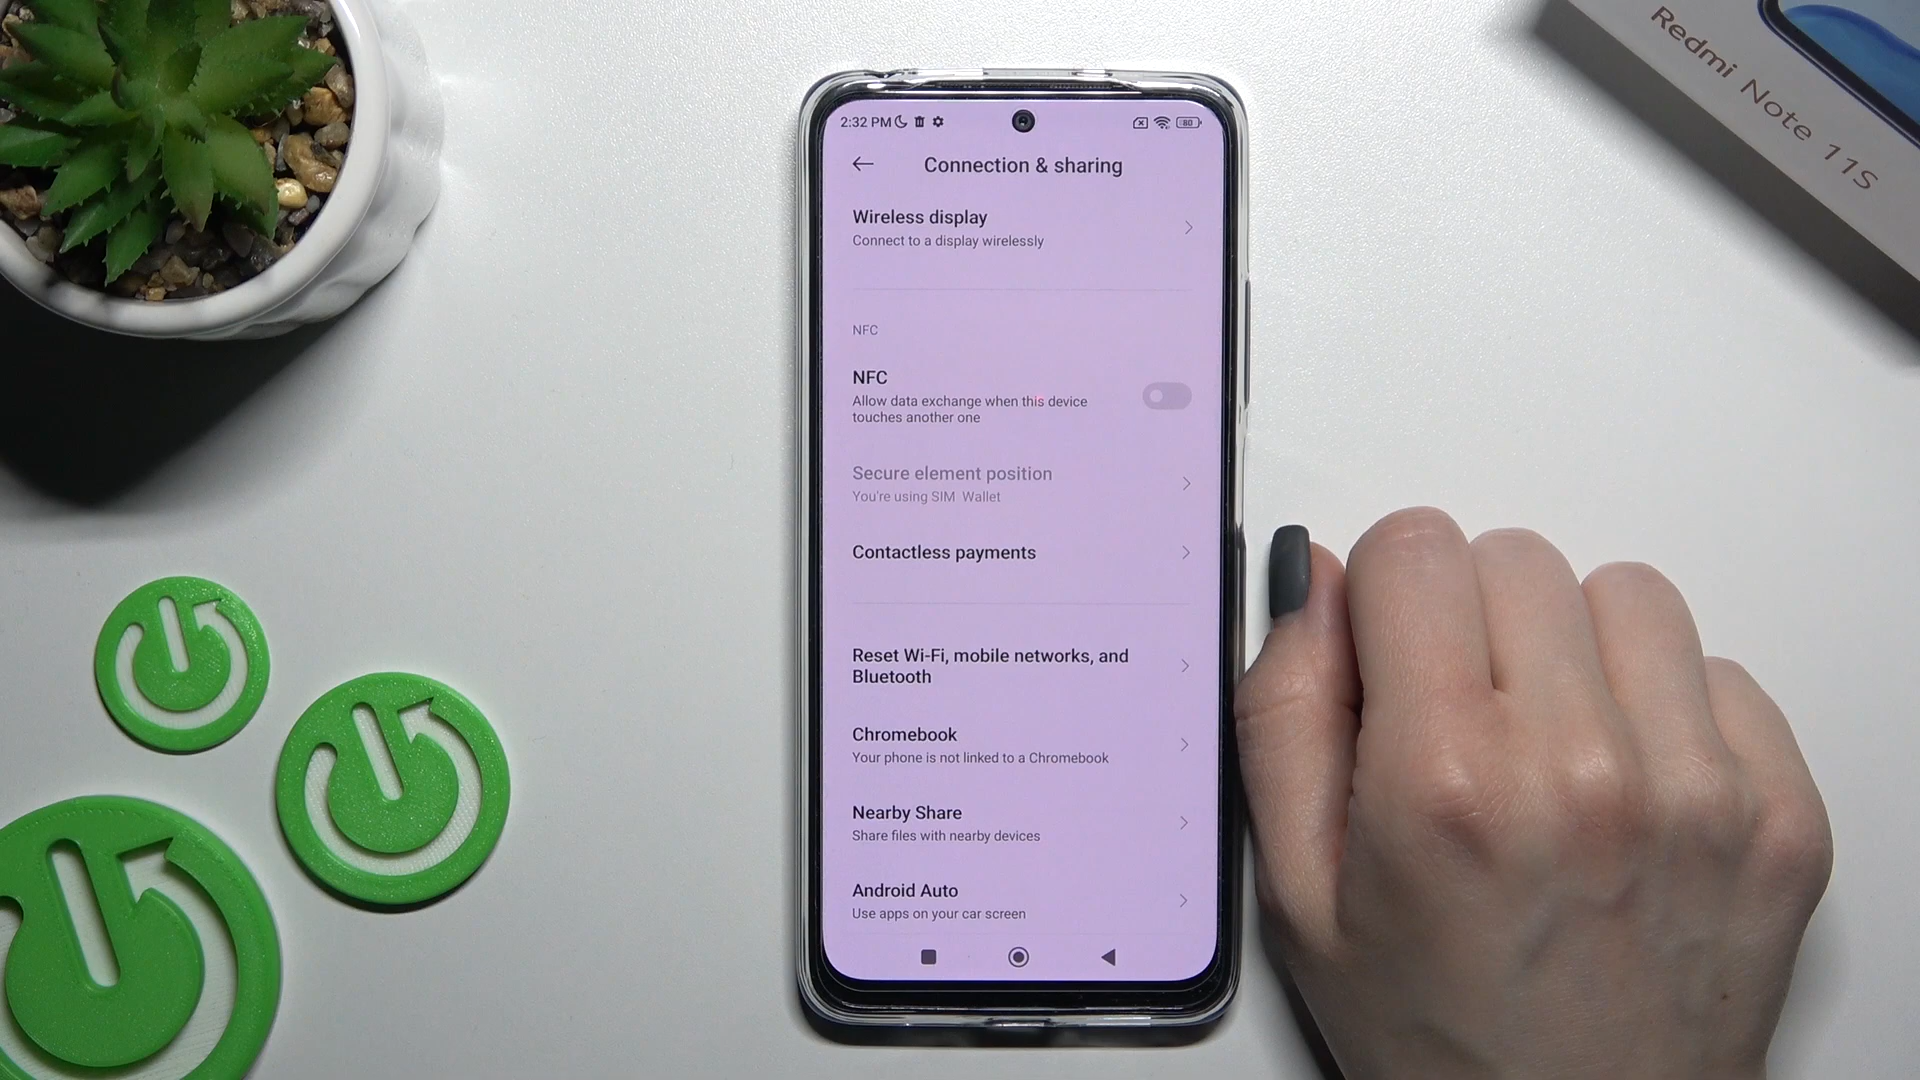 Redmi Note 11S
2:32 PM
80
Connection & sharing
Wireless display
Connect to a display wirelessly
NFC
NFC
Allow data exchange when this device
touches another one
Secure element position
You're using SIM Wallet
Contactless payments
Reset Wi-Fi, mobile networks, and
Bluetooth
Chromebook
Your phone is not linked to a Chromebook
Nearby Share
Share files with nearby devices
Android Auto
Use apps on your car screen